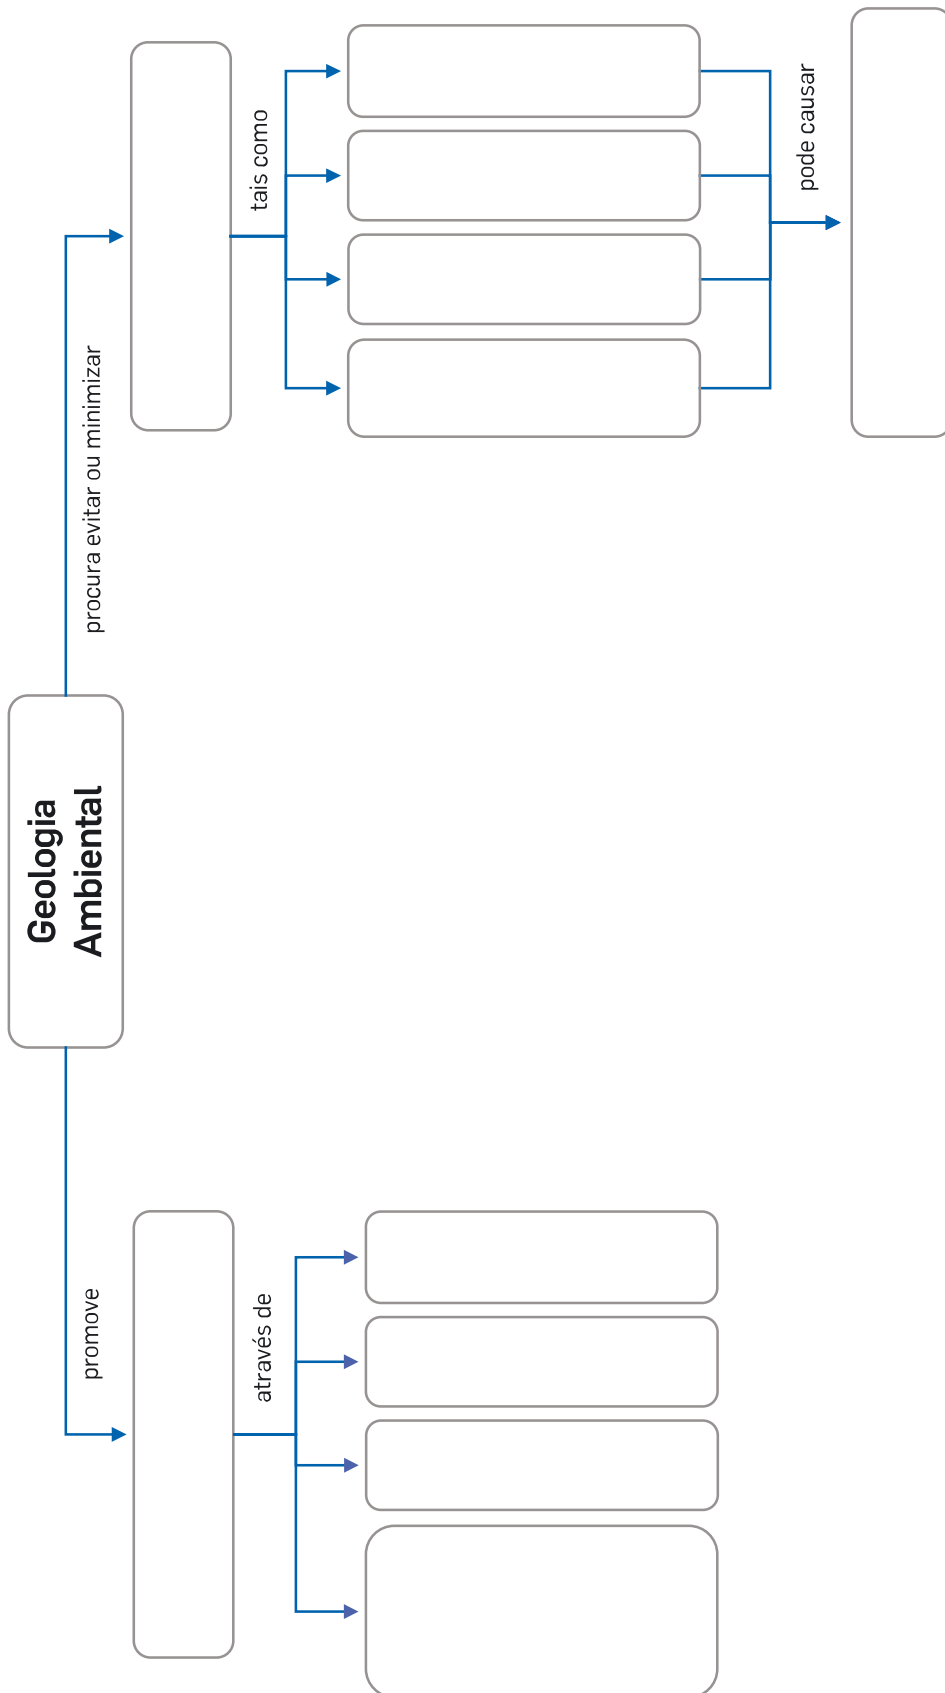 Geologia
Ambiental
promove
procura evitar ou minimizar
através de
tais como
pode causar